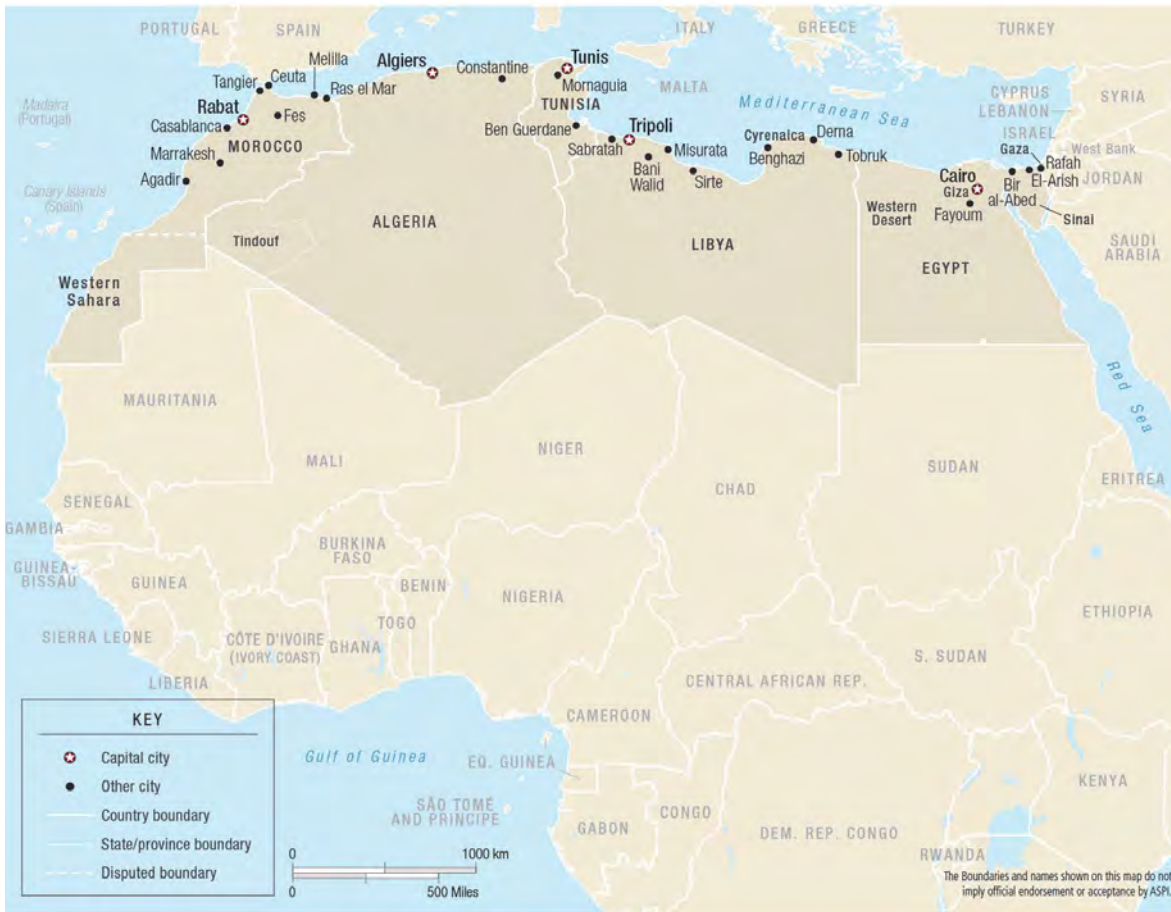 PORTUGAL
SPAIN
ITALY
GREECE
TURKEY
Melilla
Algiers
Constantine
Tunis
Mornaguia
Tangier
Ceuta
Ras el Mar
TUNISIA
MALTA
Mediterranean Sea
CYPRUS
LEBANON
SYRIA
Madeira
(Portugal)
Rabat
Fes
Casablanca
MOROCCO
Ben Guerdane
Tripoli
Sabratah
Misurata
Cyrenaica
Derna
Benghazi
Tobruk
ISRAEL
Gaza
West Bank
Rafah
Marrakesh
Agadir
Bani
Walid
Sirte
Cairo
Giza
Bir
al-Abed
El-Arish
JORDAN
Fayoum
Sinai
Canary Islands
(Spain)
Tindouf
ALGERIA
LIBYA
Western
Desert
EGYPT
SAUDI
ARABIA
Western
Sahara
Red Sea
MAURITANIA
MALI
NIGER
CHAD
SUDAN
ERITREA
SENEGAL
GAMBIA
GUINEA-
BISSAU
GUINEA
BURKINA
FASO
BENIN
NIGERIA
ETHIOPIA
SIERRA LEONE
CÔTE D'IVOIRE
(IVORY COAST)
GHANA
TOGO
S. SUDAN
LIBERIA
CENTRAL AFRICAN REP.
CAMEROON
Gulf of Guinea
EQ. GUINEA
SÃO TOMÉ
AND PRINCIPE
GABON
CONGO
DEM. REP. CONGO
RWANDA
KENYA
KEY
Capital city
Other city
Country boundary
State/province boundary
Disputed boundary
0 1000 km
0 500 Miles
The Boundaries and names shown on this map do not
imply official endorsement or acceptance by ASPI.